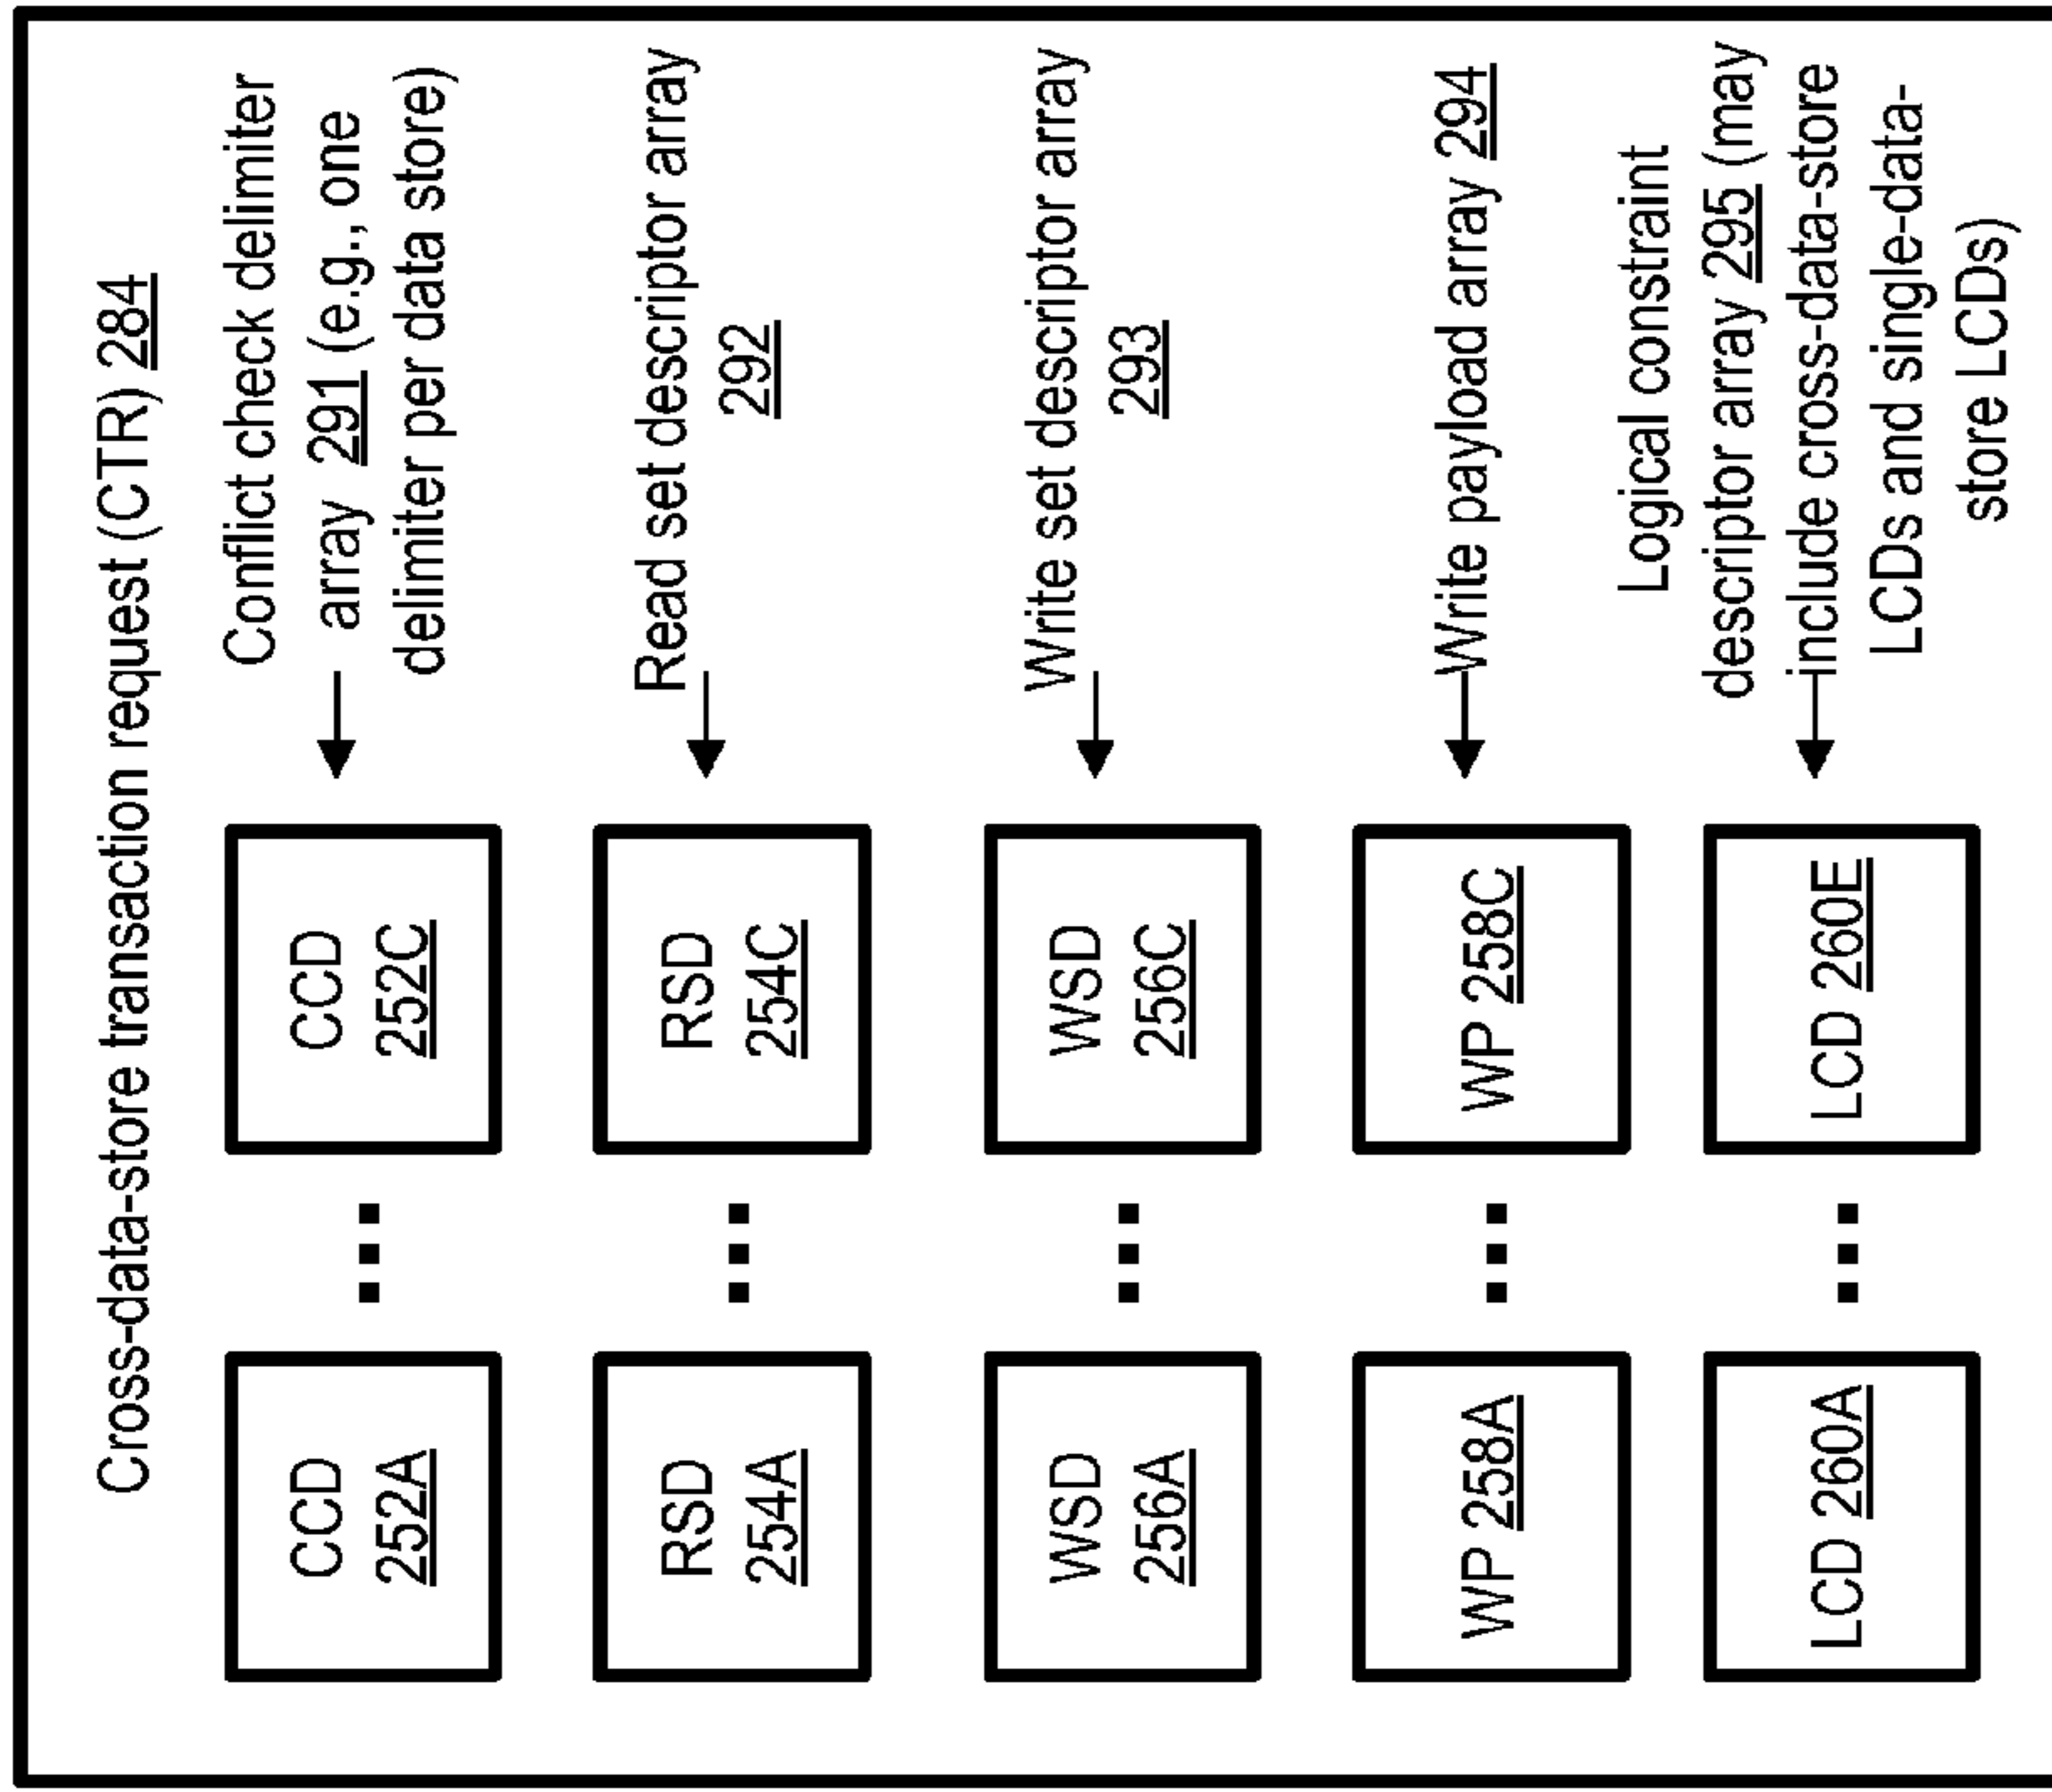 Cross-data-store transaction request (CTR) 284
CCD
252A
CCD
252C
Conflict check delimiter
array 291 (e.g., one
delimiter per data store)
RSD
254A
RSD
254C
Read set descriptor array
292
WSD
256A
WSD
256C
Write set descriptor array
293
WP 258A
WP 258C
Write payload array 294
LCD 260A
LCD 260E
Logical constraint
descriptor array 295 (may
include cross-data-store
LCDs and single-data-
store LCDs)